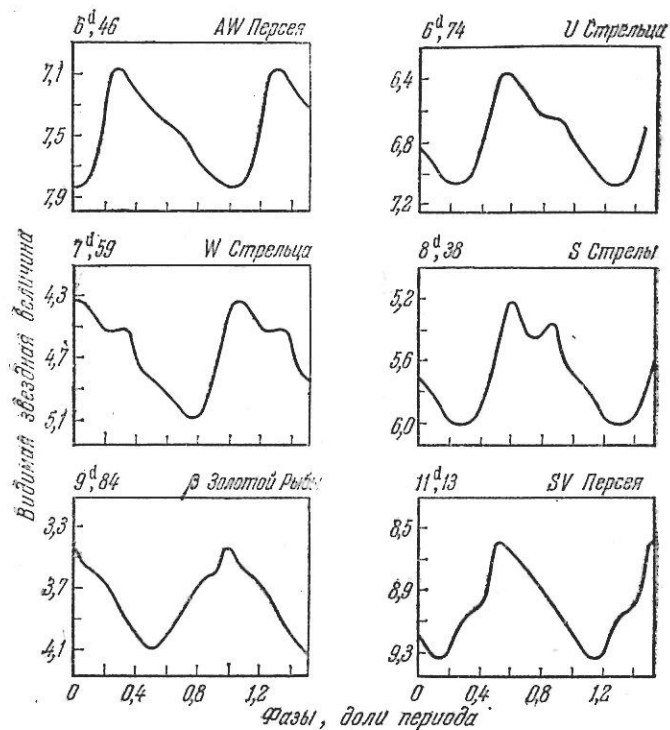 6ᵈ,46 AW Персея
7,1
7,5
7,9
6ᵈ,74 U Стрельца
6,4
6,8
7,2
Видимая звездная величина
7ᵈ,59 W Стрельца
4,3
4,7
5,1
8ᵈ,38 S Стрелы
5,2
5,6
6,0
9ᵈ,84 β Золотой Рыбы
3,3
3,7
4,1
0 0,4 0,8 1,2
11ᵈ,13 SV Персея
8,5
8,9
9,3
0 0,4 0,8 1,2
Фазы, доли периода